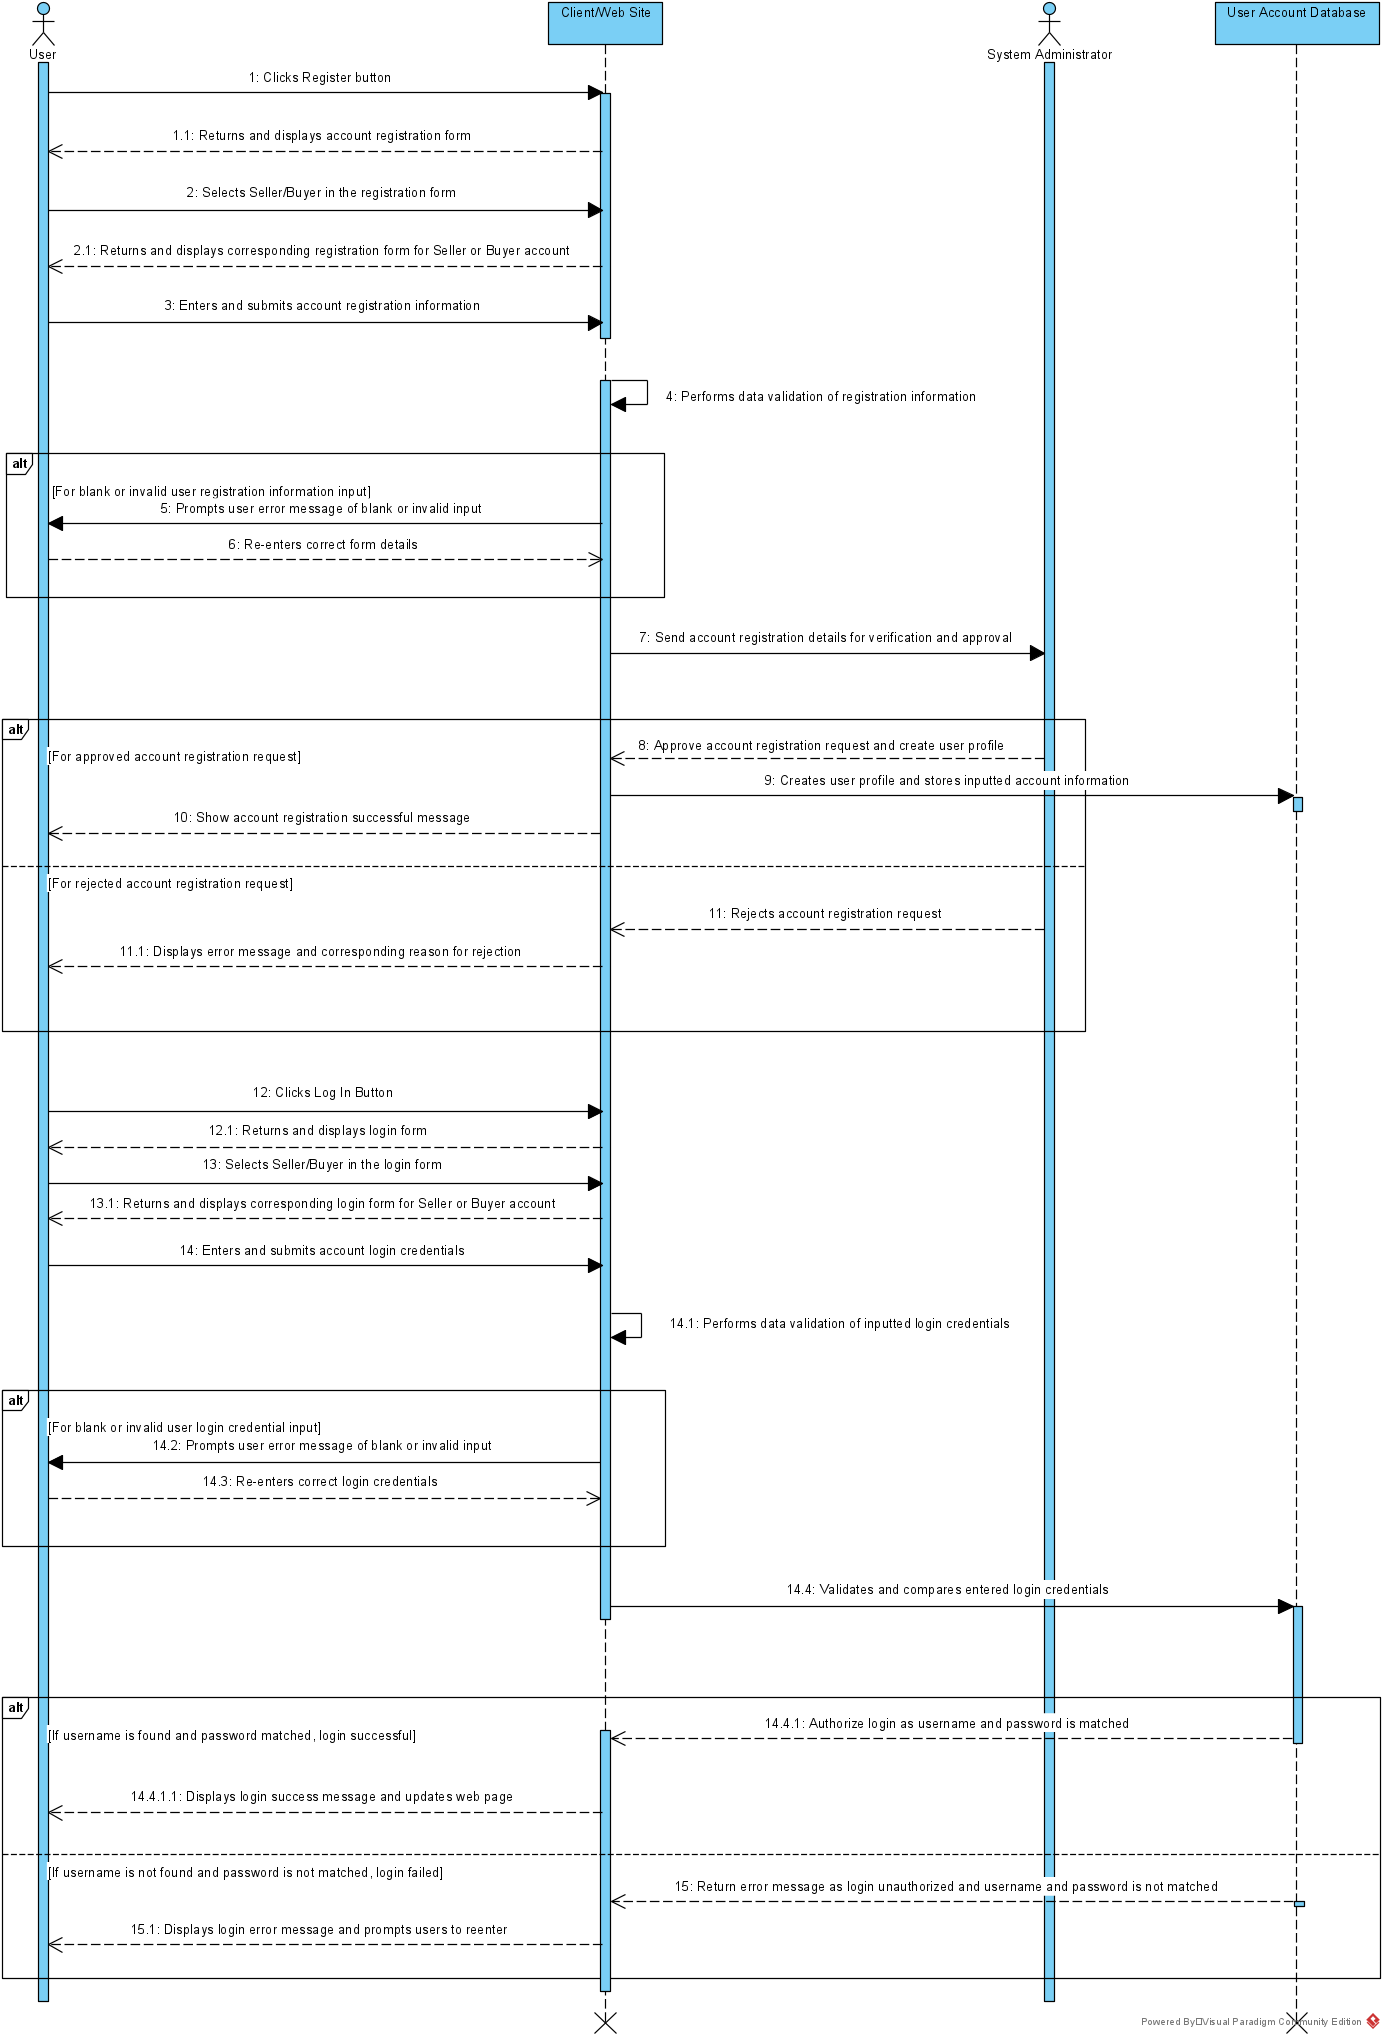 Client/Web Site
User Account Database
User
System Administrator
1: Clicks Register button
1.1: Returns and displays account registration form
2: Selects Seller/Buyer in the registration form
2.1: Returns and displays corresponding registration form for Seller or Buyer account
3: Enters and submits account registration information
4: Performs data validation of registration information
alt
[For blank or invalid user registration information input]
5: Prompts user error message of blank or invalid input
6: Re-enters correct form details
7: Send account registration details for verification and approval
alt
[For approved account registration request]
8: Approve account registration request and create user profile
9: Creates user profile and stores inputted account information
10: Show account registration successful message
[For rejected account registration request]
11: Rejects account registration request
11.1: Displays error message and corresponding reason for rejection
12: Clicks Log In Button
12.1: Returns and displays login form
13: Selects Seller/Buyer in the login form
13.1: Returns and displays corresponding login form for Seller or Buyer account
14: Enters and submits account login credentials
14.1: Performs data validation of inputted login credentials
alt
[For blank or invalid user login credential input]
14.2: Prompts user error message of blank or invalid input
14.3: Re-enters correct login credentials
14.4: Validates and compares entered login credentials
alt
[If username is found and password matched, login successful]
14.4.1: Authorize login as username and password is matched
14.4.1.1: Displays login success message and updates web page
[If username is not found and password is not matched, login failed]
15: Return error message as login unauthorized and username and password is not matched
15.1: Displays login error message and prompts users to reenter
Powered By□Visual Paradigm Community Edition